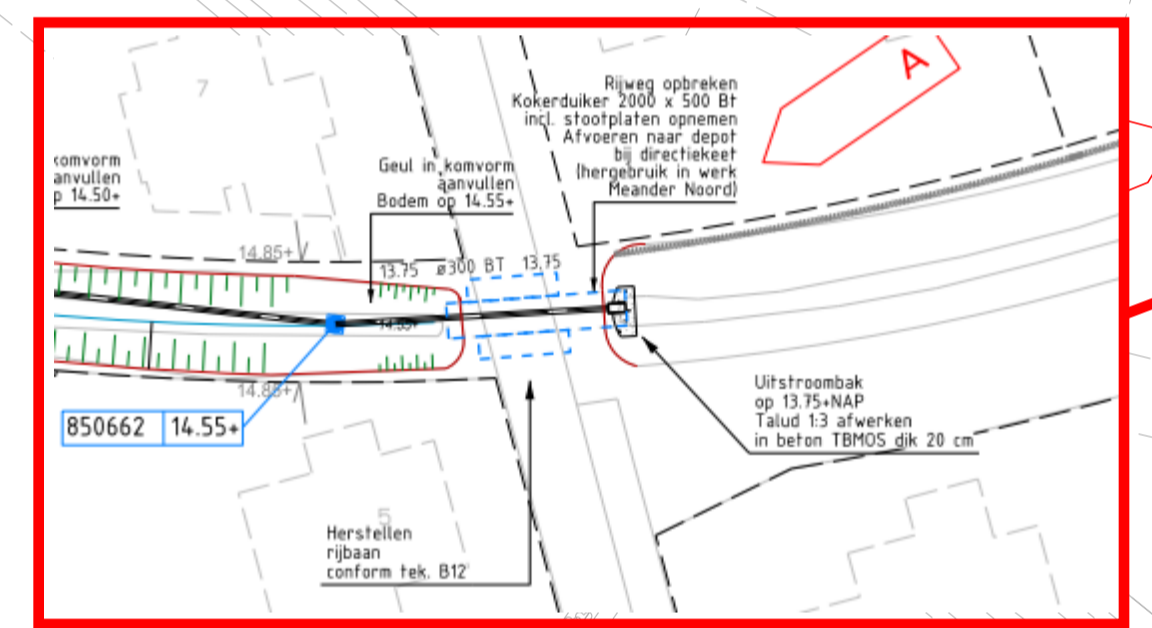 7
A
Rijweg opbreken
Kokerduiker 2000 x 500 Bt
incl. stootplaten opnemen
Afvoeren naar depot
bij directiekeet
(hergebruik in werk
Meander Noord)
komvorm
aanvullen
p 14.50+
Geul in komvorm
aanvullen
Bodem op 14.55+
14.85+
13.75 ø300 BT 13.75
14.55+
14.85+
850662 14.55+
Uitstroombak
op 13.75+NAP
Talud 1:3 afwerken
in beton TBMOS dik 20 cm
5
Herstellen
rijbaan
conform tek. B12